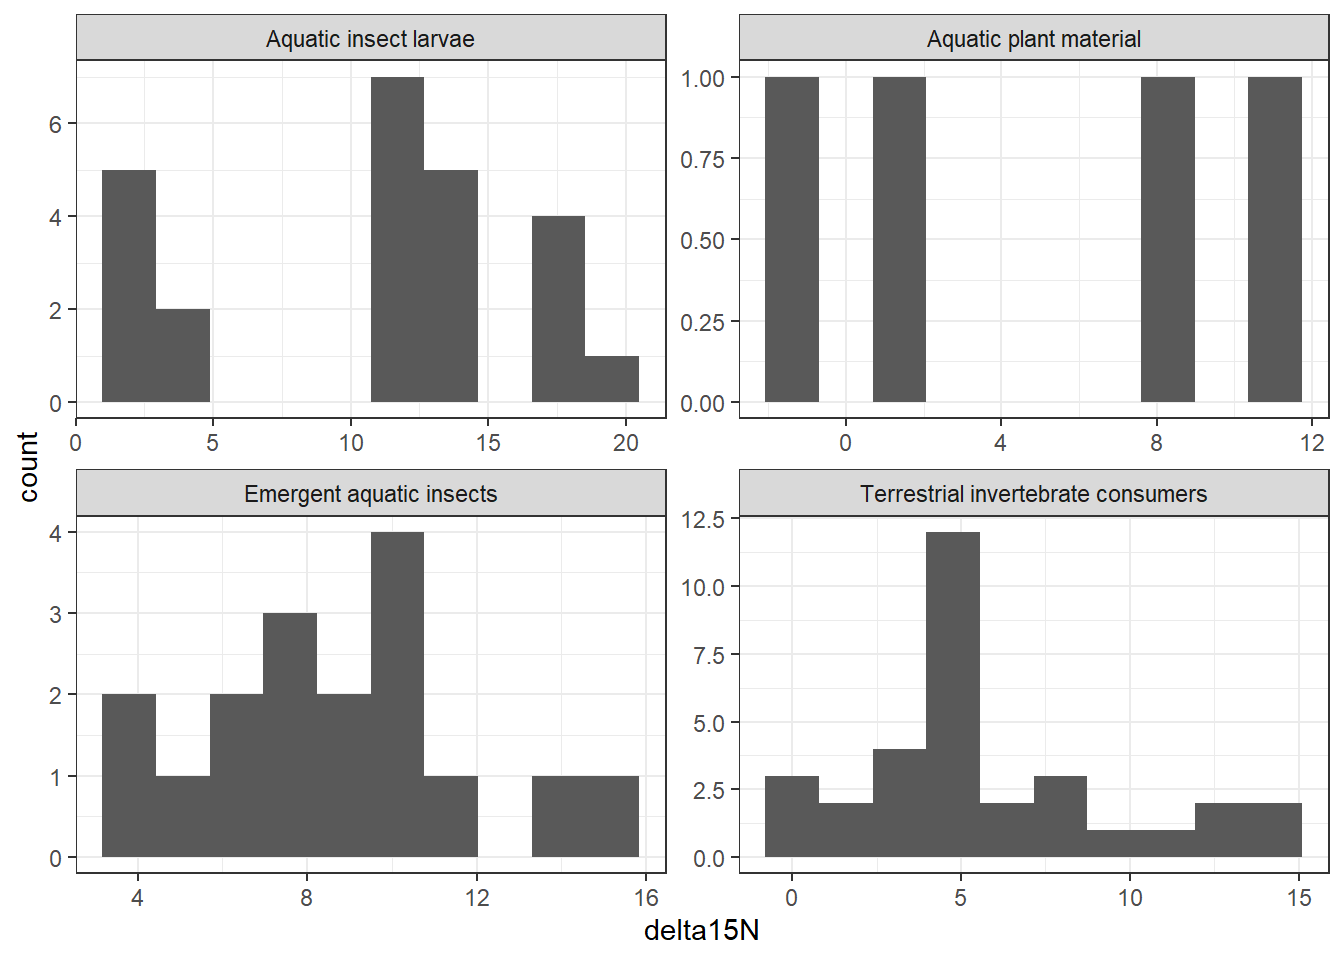 Aquatic insect larvae
Aquatic plant material
6
4
2
0
0 5 10 15 20
1.00
0.75
0.50
0.25
0.00
0 4 8 12
count
Emergent aquatic insects
Terrestrial invertebrate consumers
4
3
2
1
0
4 8 12 16
12.5
10.0
7.5
5.0
2.5
0.0
0 5 10 15
delta15N